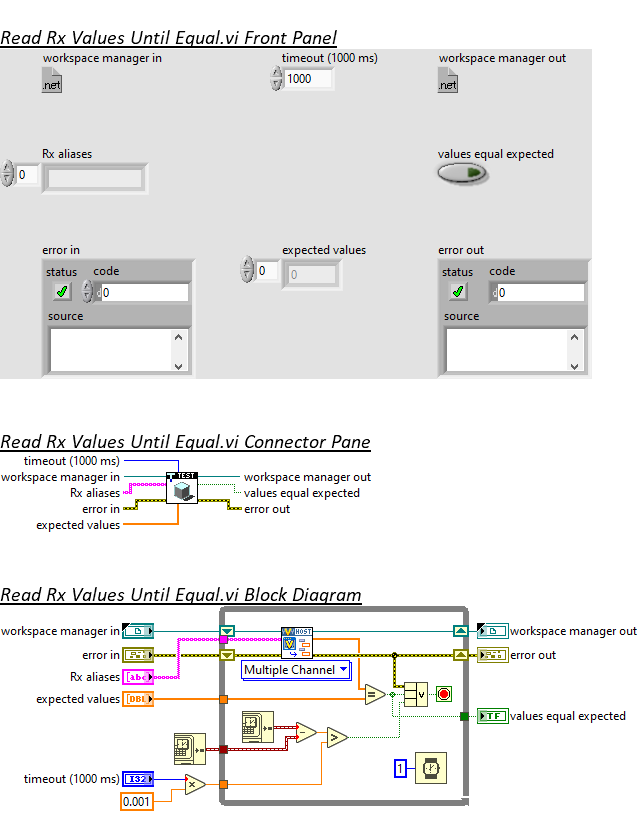 Read Rx Values Until Equal.vi Front Panel
workspace manager in
timeout (1000 ms)
workspace manager out
.net
1000
.net
Rx aliases
values equal expected
0
error in
expected values
error out
status code
0
0
status code
0
0
source
source
Read Rx Values Until Equal.vi Connector Pane
timeout (1000 ms)
workspace manager in
TEST
workspace manager out
Rx aliases
values equal expected
error in
error out
expected values
Read Rx Values Until Equal.vi Block Diagram
workspace manager in
HOST
workspace manager out
error in
error out
Rx aliases
abc
Multiple Channel
expected values
DBL
=
V
values equal expected
TF
-
>
timeout (1000 ms)
I32
x
1
0.001